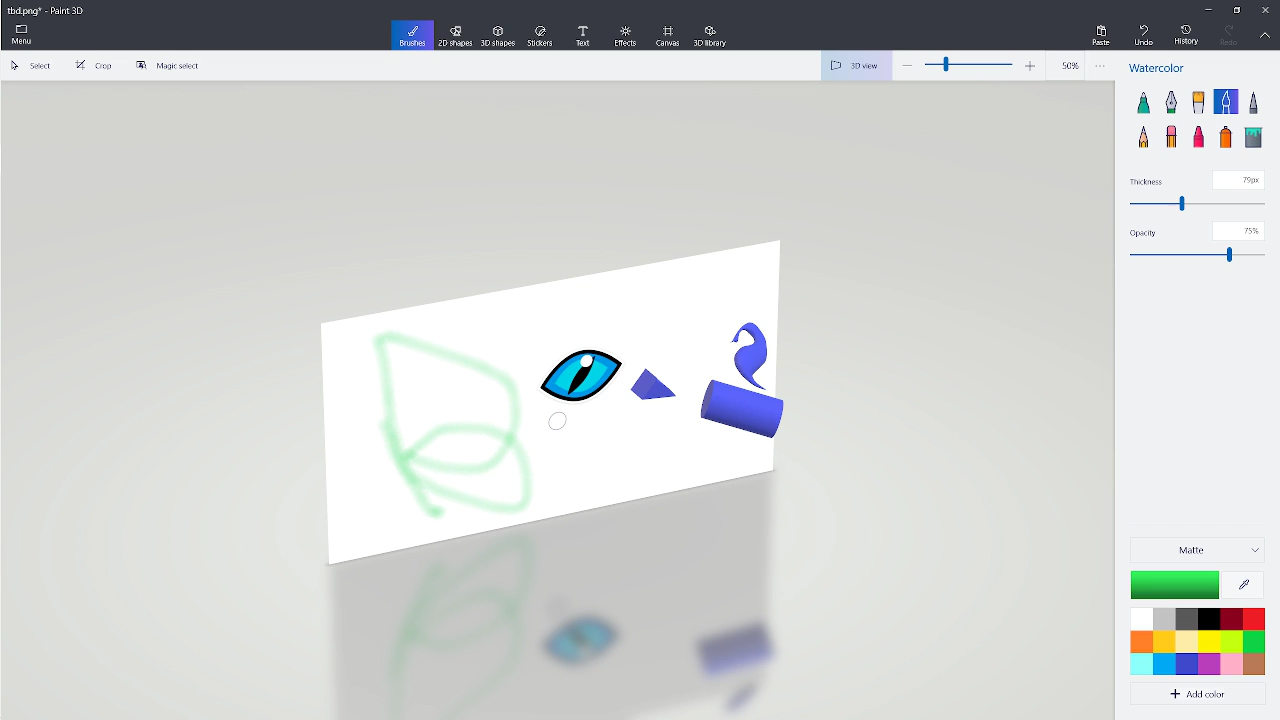 tbd.png* - Paint 3D
Menu
Brushes
2D shapes
3D shapes
Stickers
Text
Effects
Canvas
3D library
Paste
Undo
History
Redo
Select
Crop
Magic select
3D view
50%
Watercolor
Thickness
79px
Opacity
75%
Matte
Add color